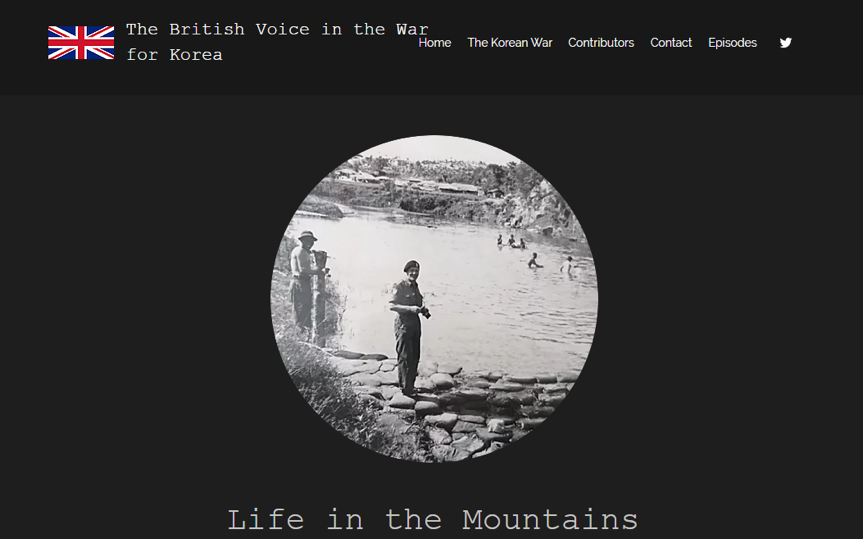 The British Voice in the War
for Korea
Home The Korean War Contributors Contact Episodes
Life in the Mountains